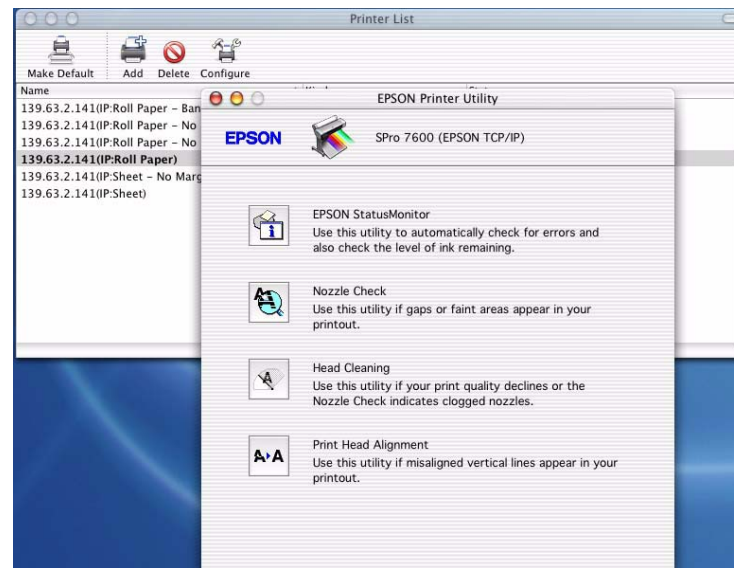 Printer List
Make Default Add Delete Configure
Name
139.63.2.141(IP:Roll Paper – Ban
139.63.2.141(IP:Roll Paper – No
139.63.2.141(IP:Roll Paper – No
139.63.2.141(IP:Roll Paper)
139.63.2.141(IP:Sheet – No Marg
139.63.2.141(IP:Sheet)
EPSON Printer Utility
EPSON
SPro 7600 (EPSON TCP/IP)
EPSON StatusMonitor
Use this utility to automatically check for errors and
also check the level of ink remaining.
Nozzle Check
Use this utility if gaps or faint areas appear in your
printout.
Head Cleaning
Use this utility if your print quality declines or the
Nozzle Check indicates clogged nozzles.
Print Head Alignment
Use this utility if misaligned vertical lines appear in your
printout.